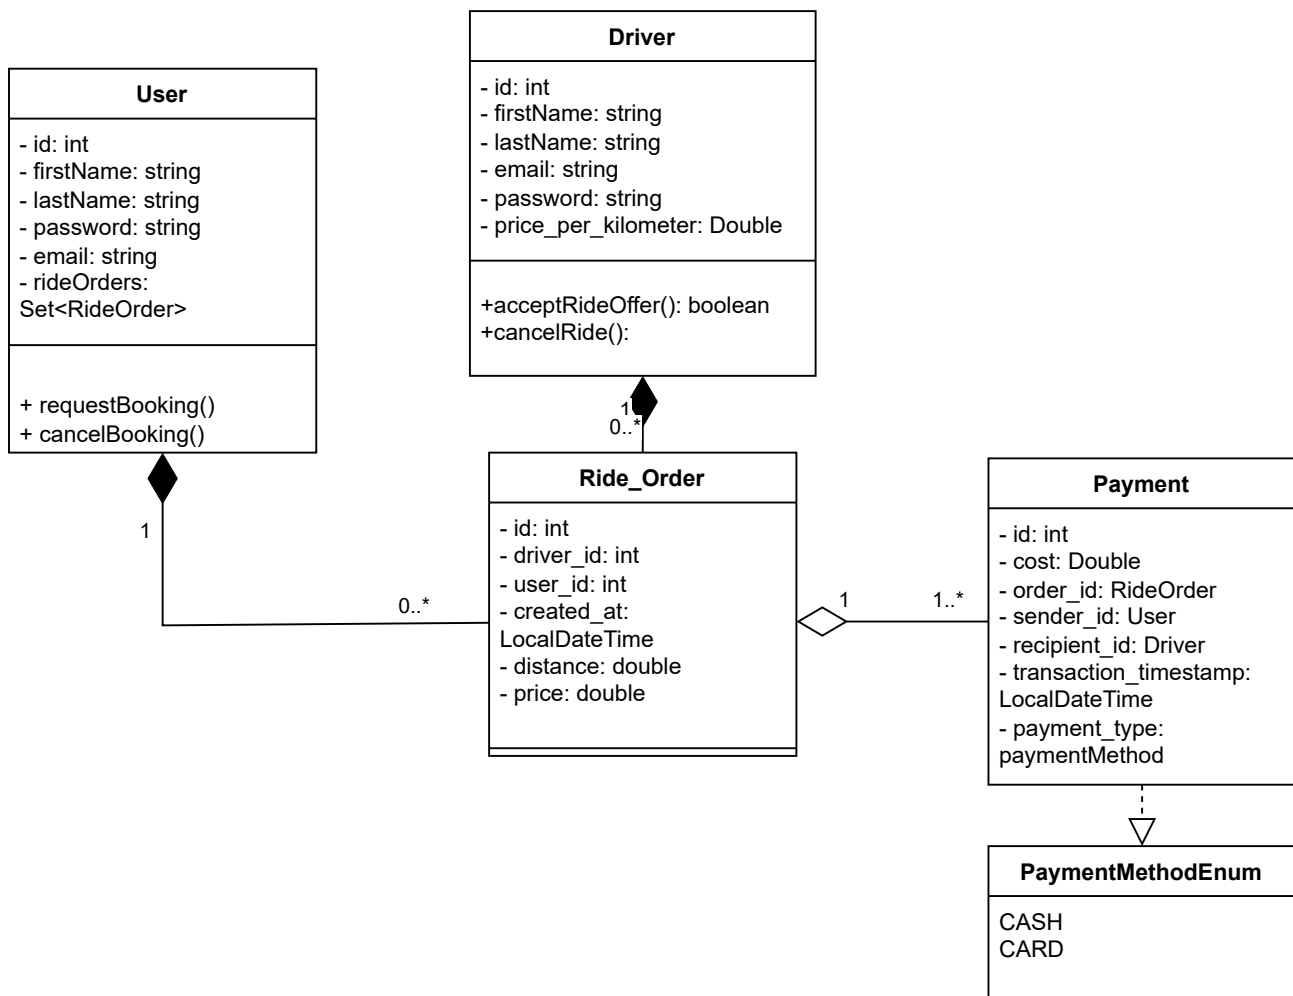 User
- id: int
- firstName: string
- lastName: string
- password: string
- email: string
- rideOrders:
Set<RideOrder>
+ requestBooking()
+ cancelBooking()
1
0..*
Driver
- id: int
- firstName: string
- lastName: string
- email: string
- password: string
- price_per_kilometer: Double
+acceptRideOffer(): boolean
+cancelRide():
1
0..*
Ride_Order
- id: int
- driver_id: int
- user_id: int
- created_at:
LocalDateTime
- distance: double
- price: double
1
1..*
Payment
- id: int
- cost: Double
- order_id: RideOrder
- sender_id: User
- recipient_id: Driver
- transaction_timestamp:
LocalDateTime
- payment_type:
paymentMethod
PaymentMethodEnum
CASH
CARD